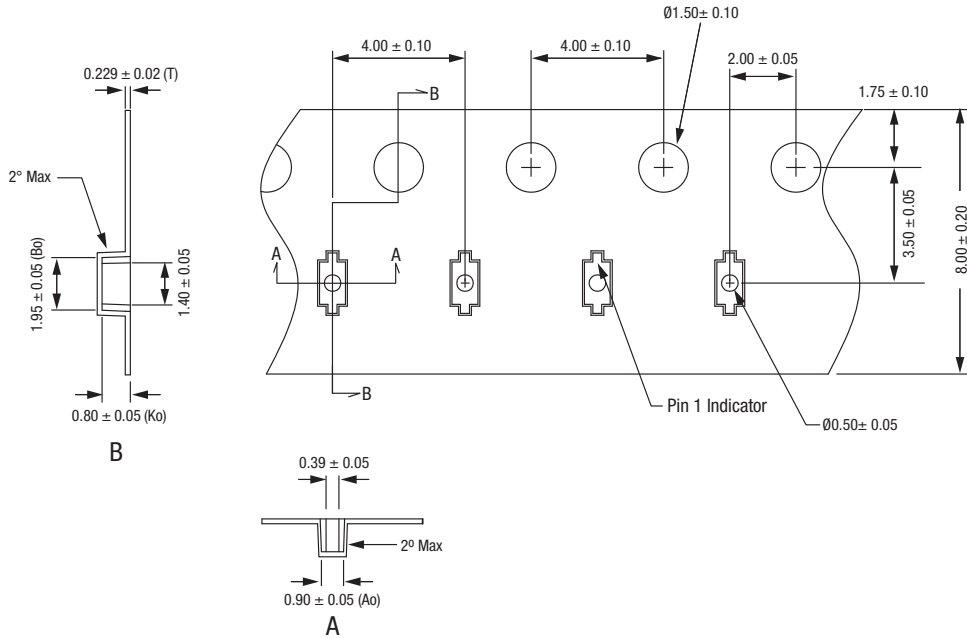 Ø1.50± 0.10
4.00 ± 0.10
4.00 ± 0.10
2.00 ± 0.05
0.229 ± 0.02 (T)
1.75 ± 0.10
B
2° Max
3.50 ± 0.05
8.00 ± 0.20
A
A
1.95 ± 0.05 (Bo)
1.40 ± 0.05
B
Pin 1 Indicator
0.80 ± 0.05 (Ko)
Ø0.50± 0.05
B
0.39 ± 0.05
2º Max
0.90 ± 0.05 (Ao)
A